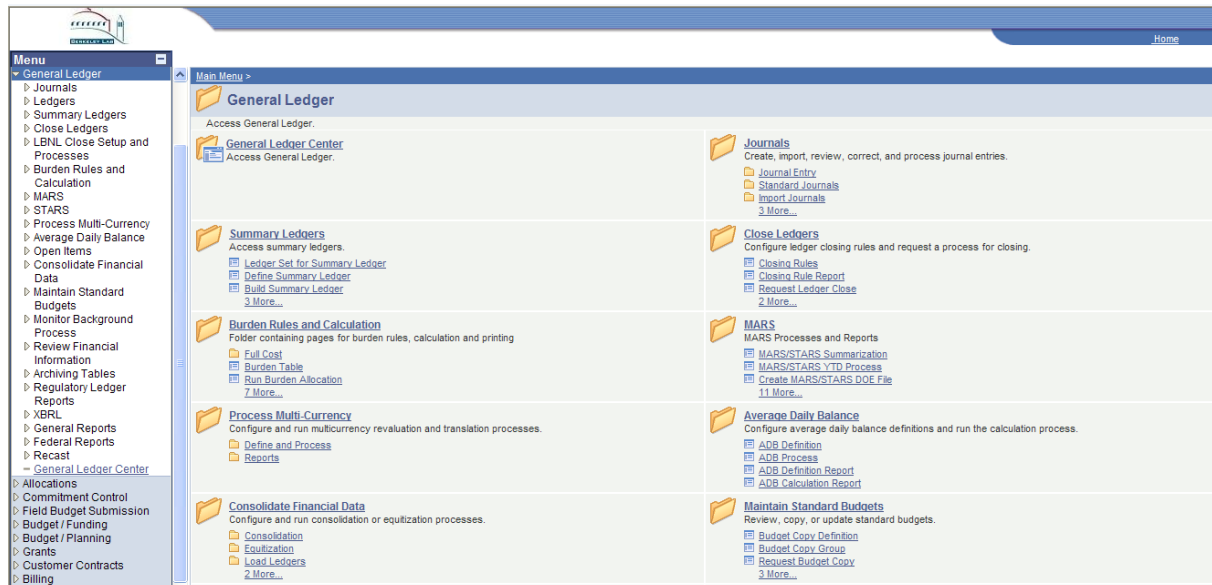 BERKELEY LAB
Home
Menu
General Ledger
Journals
Ledgers
Summary Ledgers
Close Ledgers
LBNL Close Setup and
Processes
Burden Rules and
Calculation
MARS
STARS
Process Multi-Currency
Average Daily Balance
Open Items
Consolidate Financial
Data
Maintain Standard
Budgets
Monitor Background
Process
Review Financial
Information
Archiving Tables
Regulatory Ledger
Reports
XBRL
General Reports
Federal Reports
Recast
General Ledger Center
Allocations
Commitment Control
Field Budget Submission
Budget / Funding
Budget / Planning
Grants
Customer Contracts
Billing
Main Menu >
General Ledger
Access General Ledger.
General Ledger Center
Access General Ledger.
Journals
Create, import, review, correct, and process journal entries.
Journal Entry
Standard Journals
Import Journals
3 More...
Summary Ledgers
Access summary ledgers.
Ledger Set for Summary Ledger
Define Summary Ledger
Build Summary Ledger
3 More...
Close Ledgers
Configure ledger closing rules and request a process for closing.
Closing Rules
Closing Rule Report
Request Ledger Close
2 More...
Burden Rules and Calculation
Folder containing pages for burden rules, calculation and printing
Full Cost
Burden Table
Run Burden Allocation
7 More...
MARS
MARS Processes and Reports
MARS/STARS Summarization
MARS/STARS YTD Process
Create MARS/STARS DOE File
11 More...
Process Multi-Currency
Configure and run multicurrency revaluation and translation processes.
Define and Process
Reports
Average Daily Balance
Configure average daily balance definitions and run the calculation process.
ADB Definition
ADB Process
ADB Definition Report
ADB Calculation Report
Consolidate Financial Data
Configure and run consolidation or equitization processes.
Consolidation
Equitization
Load Ledgers
2 More...
Maintain Standard Budgets
Review, copy, or update standard budgets.
Budget Copy Definition
Budget Copy Group
Request Budget Copy
3 More...